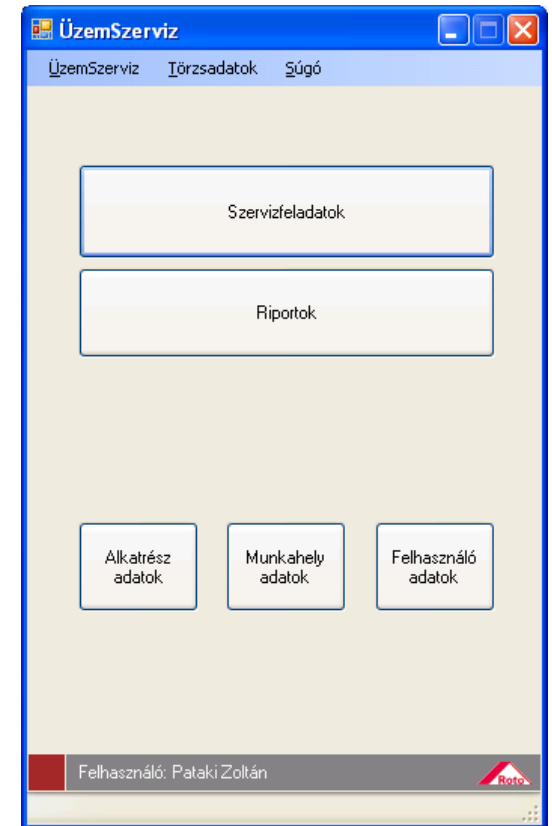 ÜzemSzerviz
ÜzemSzerviz Törzsadatok Súgó
Szervizfeladatok
Riportok
Alkatrész
adatok
Munkahely
adatok
Felhasználó
adatok
Felhasználó: Pataki Zoltán
Roto